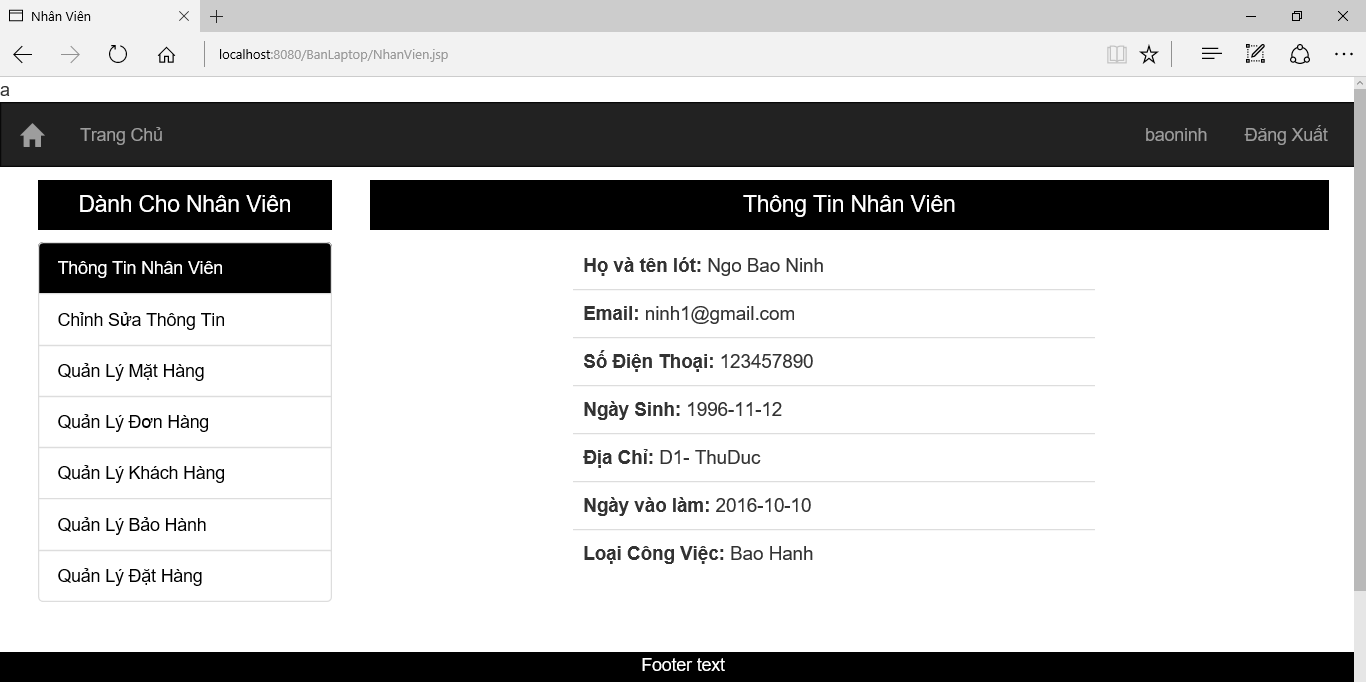 Nhân Viên
localhost:8080/BanLaptop/NhanVien.jsp
a
Trang Chủ baoninh Đăng Xuất
Dành Cho Nhân Viên
Thông Tin Nhân Viên
Chỉnh Sửa Thông Tin
Quản Lý Mặt Hàng
Quản Lý Đơn Hàng
Quản Lý Khách Hàng
Quản Lý Bảo Hành
Quản Lý Đặt Hàng
Thông Tin Nhân Viên
Họ và tên lót: Ngo Bao Ninh
Email: ninh1@gmail.com
Số Điện Thoại: 123457890
Ngày Sinh: 1996-11-12
Địa Chỉ: D1- ThuDuc
Ngày vào làm: 2016-10-10
Loại Công Việc: Bao Hanh
Footer text